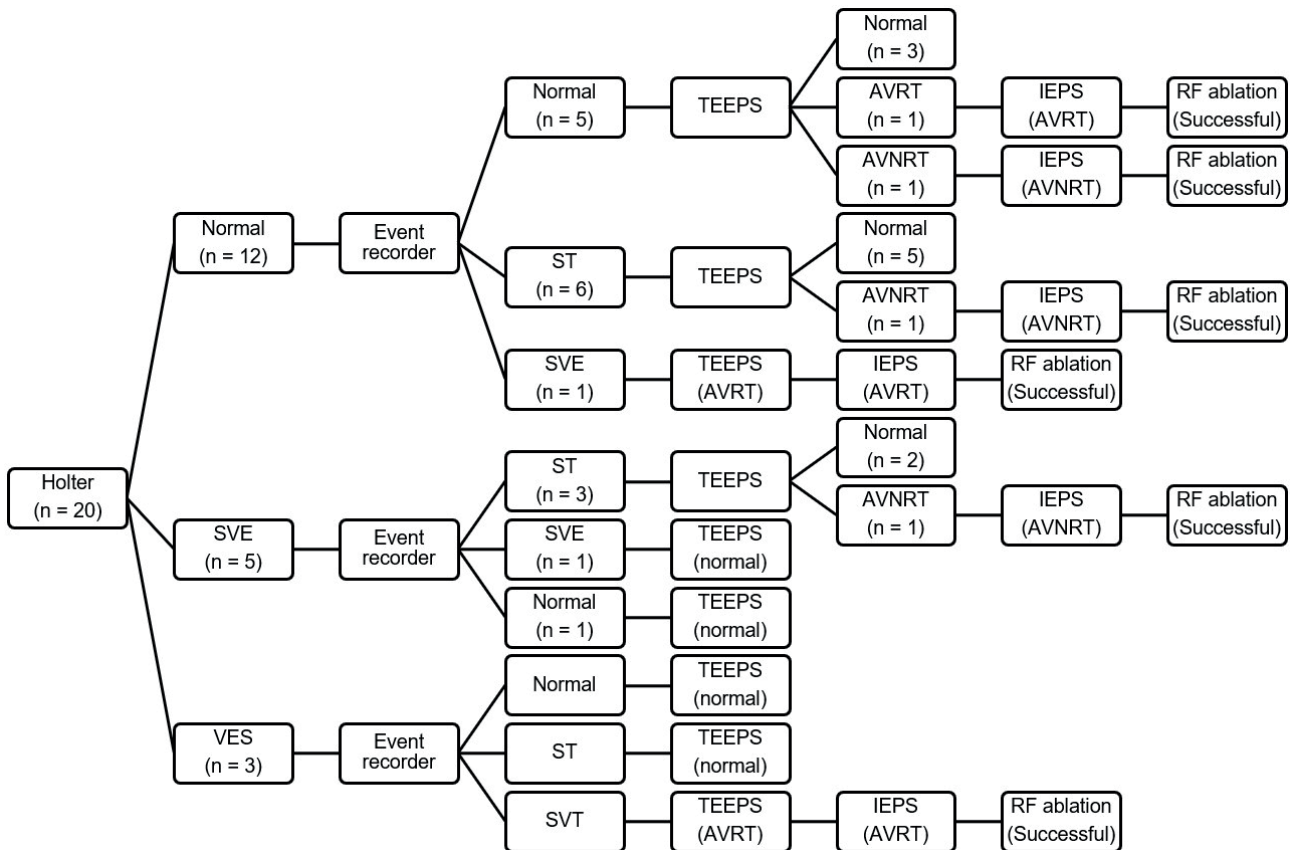 Holter
(n = 20)
Normal
(n = 12)
Event
recorder
Normal
(n = 5)
TEEPS
Normal
(n = 3)
AVRT
(n = 1)
IEPS
(AVRT)
RF ablation
(Successful)
AVNRT
(n = 1)
IEPS
(AVNRT)
RF ablation
(Successful)
ST
(n = 6)
TEEPS
Normal
(n = 5)
AVNRT
(n = 1)
IEPS
(AVNRT)
RF ablation
(Successful)
SVE
(n = 1)
TEEPS
(AVRT)
IEPS
(AVRT)
RF ablation
(Successful)
SVE
(n = 5)
Event
recorder
ST
(n = 3)
TEEPS
Normal
(n = 2)
AVNRT
(n = 1)
IEPS
(AVNRT)
RF ablation
(Successful)
SVE
(n = 1)
TEEPS
(normal)
Normal
(n = 1)
TEEPS
(normal)
VES
(n = 3)
Event
recorder
Normal
TEEPS
(normal)
ST
TEEPS
(normal)
SVT
TEEPS
(AVRT)
IEPS
(AVRT)
RF ablation
(Successful)